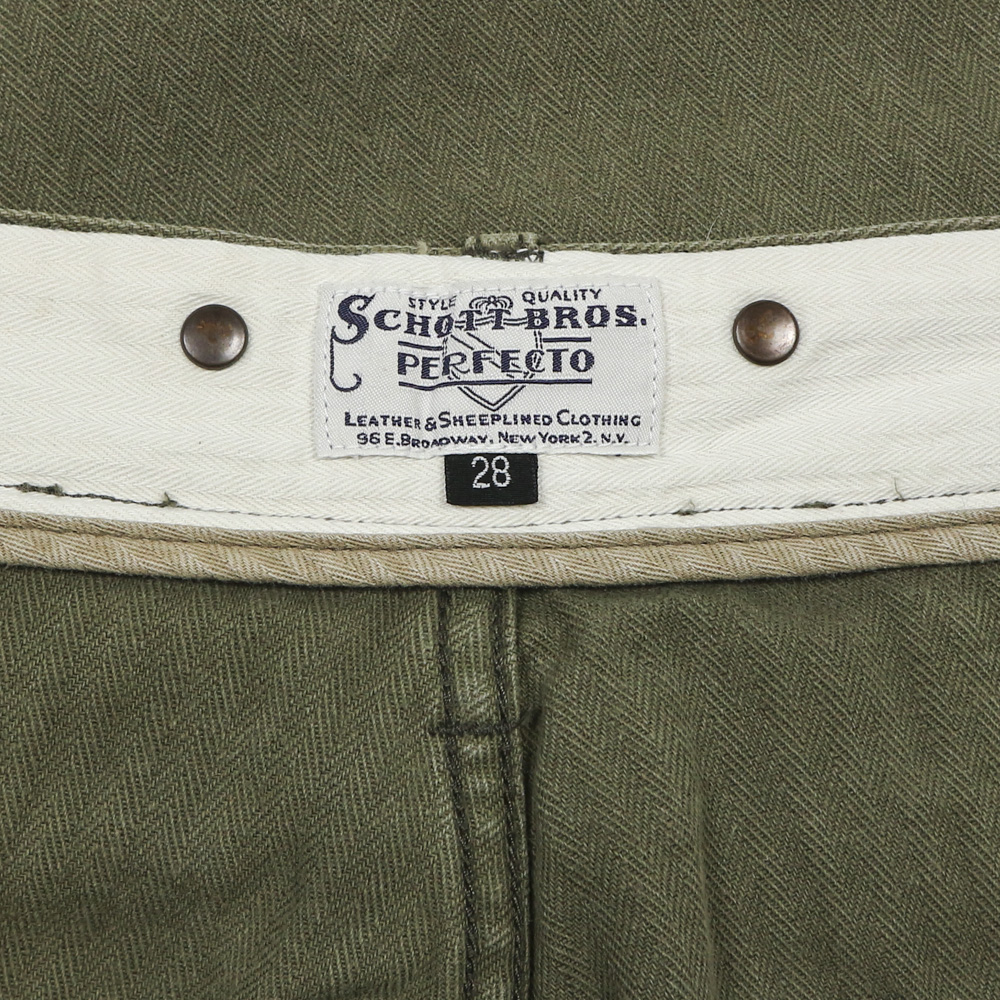 STYLE QUALITY
SCHOTT BROS.
PERFECTO
LEATHER & SHEEPLINED CLOTHING
96 E. BROADWAY, NEW YORK 2. N.Y.
28